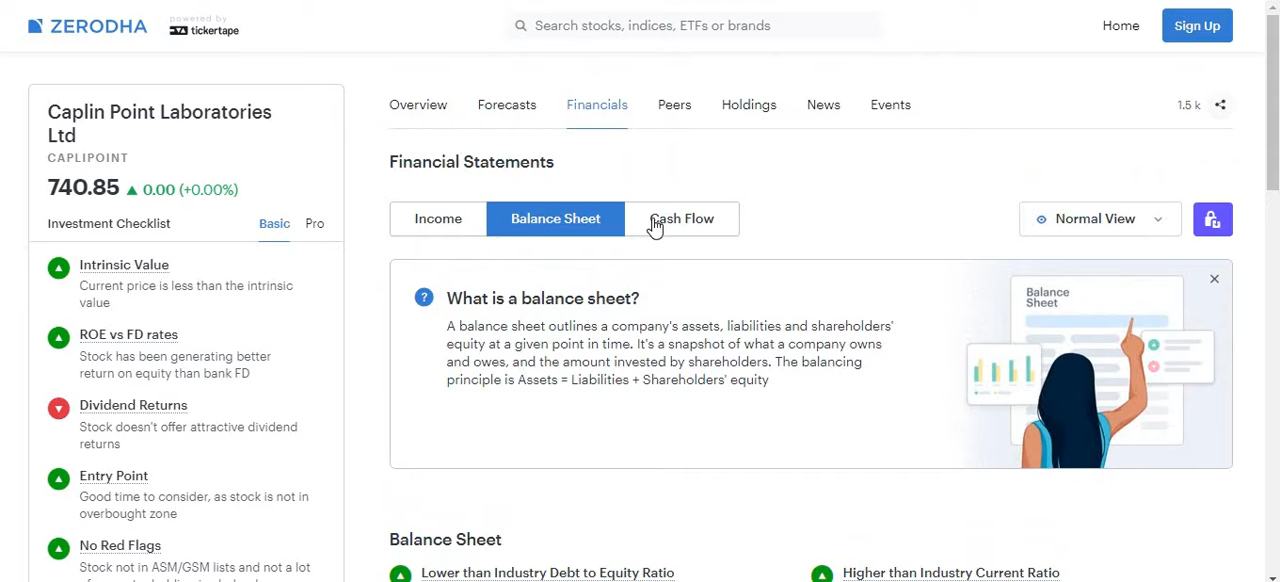 ZERODHA
powered by
tickertape
Search stocks, indices, ETFs or brands
Home
Sign Up
Caplin Point Laboratories
Ltd
CAPLIPOINT
740.85 ▲ 0.00 (+0.00%)
Investment Checklist
Basic
Pro
Intrinsic Value
Current price is less than the intrinsic
value
ROE vs FD rates
Stock has been generating better
return on equity than bank FD
Dividend Returns
Stock doesn't offer attractive dividend
returns
Entry Point
Good time to consider, as stock is not in
overbought zone
No Red Flags
Stock not in ASM/GSM lists and not a lot
Overview
Forecasts
Financials
Peers
Holdings
News
Events
1.5 k
Financial Statements
Income
Balance Sheet
Cash Flow
Normal View
? What is a balance sheet?
A balance sheet outlines a company's assets, liabilities and shareholders'
equity at a given point in time. It's a snapshot of what a company owns
and owes, and the amount invested by shareholders. The balancing
principle is Assets = Liabilities + Shareholders' equity
Balance
Sheet
Balance Sheet
Lower than Industry Debt to Equity Ratio
Higher than Industry Current Ratio